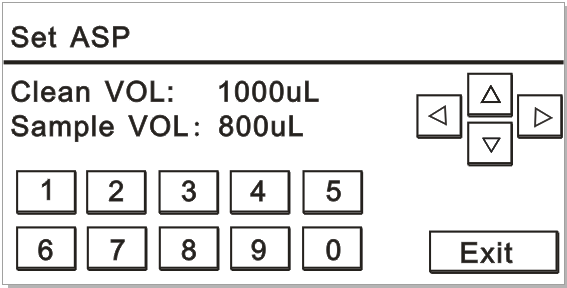 Set ASP
Clean VOL: 1000uL
Sample VOL: 800uL
1 2 3 4 5
6 7 8 9 0
Exit